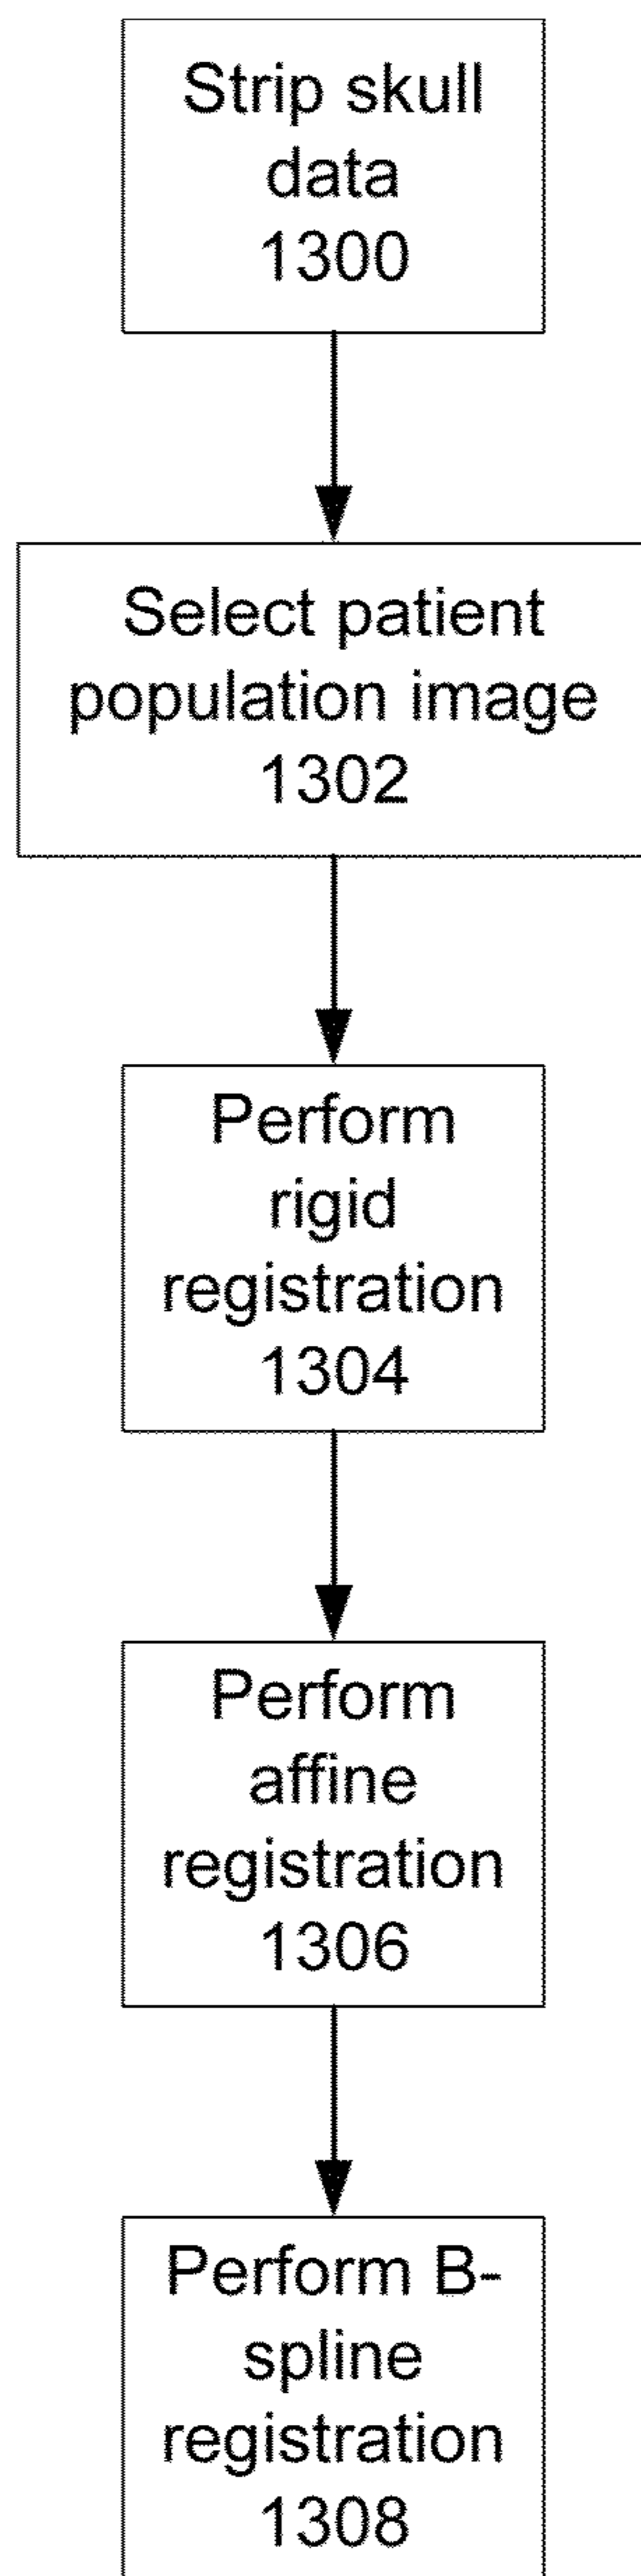 Strip skull
data
1300
Select patient
population image
1302
Perform
rigid
registration
1304
Perform
affine
registration
1306
Perform B-
spline
registration
1308